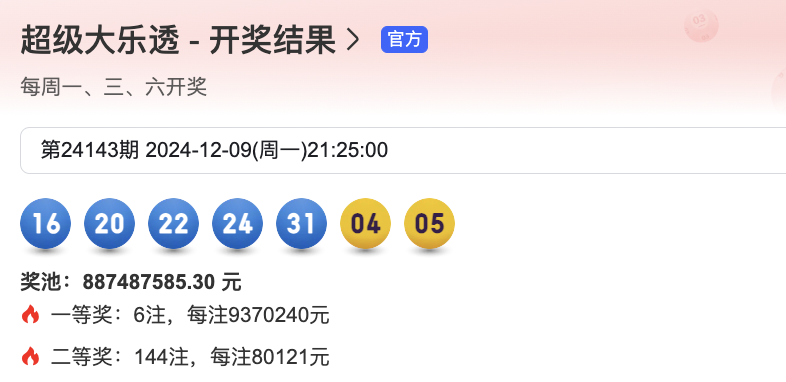 超级大乐透 - 开奖结果
官方
每周一、三、六开奖
第24143期 2024-12-09(周一)21:25:00
16 20 22 24 31 04 05
奖池：887487585.30 元
一等奖：6注，每注9370240元
二等奖：144注，每注80121元